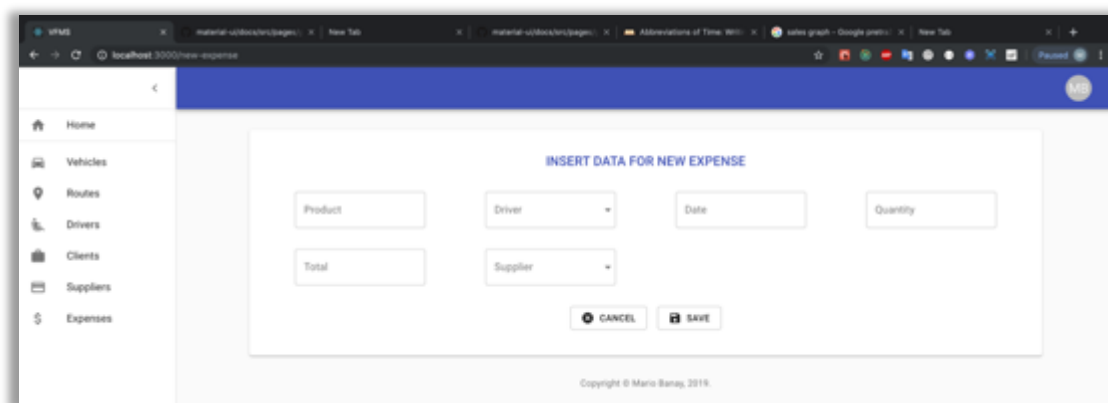 VFMS
material-ui/docs/src/pages/
New Tab
material-ui/docs/src/pages/
Abbreviations of Time: Writ
sales graph - Google pretra
New Tab
localhost:3000/new-expense
Paused
MB
Home
Vehicles
Routes
Drivers
Clients
Suppliers
Expenses
INSERT DATA FOR NEW EXPENSE
Product Driver Date Quantity
Total Supplier
CANCEL SAVE
Copyright © Mario Banay, 2019.